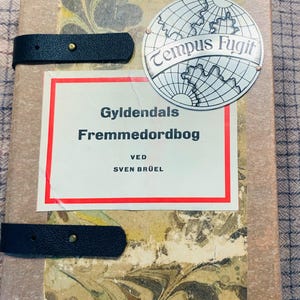 Tempus Fugit
Gyldendals
Fremmedordbog
VED
SVEN BRÜEL